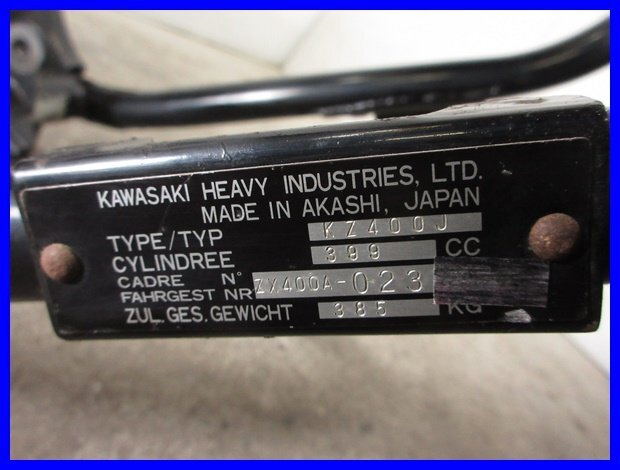 KAWASAKI HEAVY INDUSTRIES, LTD.
MADE IN AKASHI, JAPAN
TYPE/TYP KZ400J
CYLINDREE 399 CC
CADRE N°
FAHRGEST NR ZX400A-023
ZUL. GES. GEWICHT 385 KG